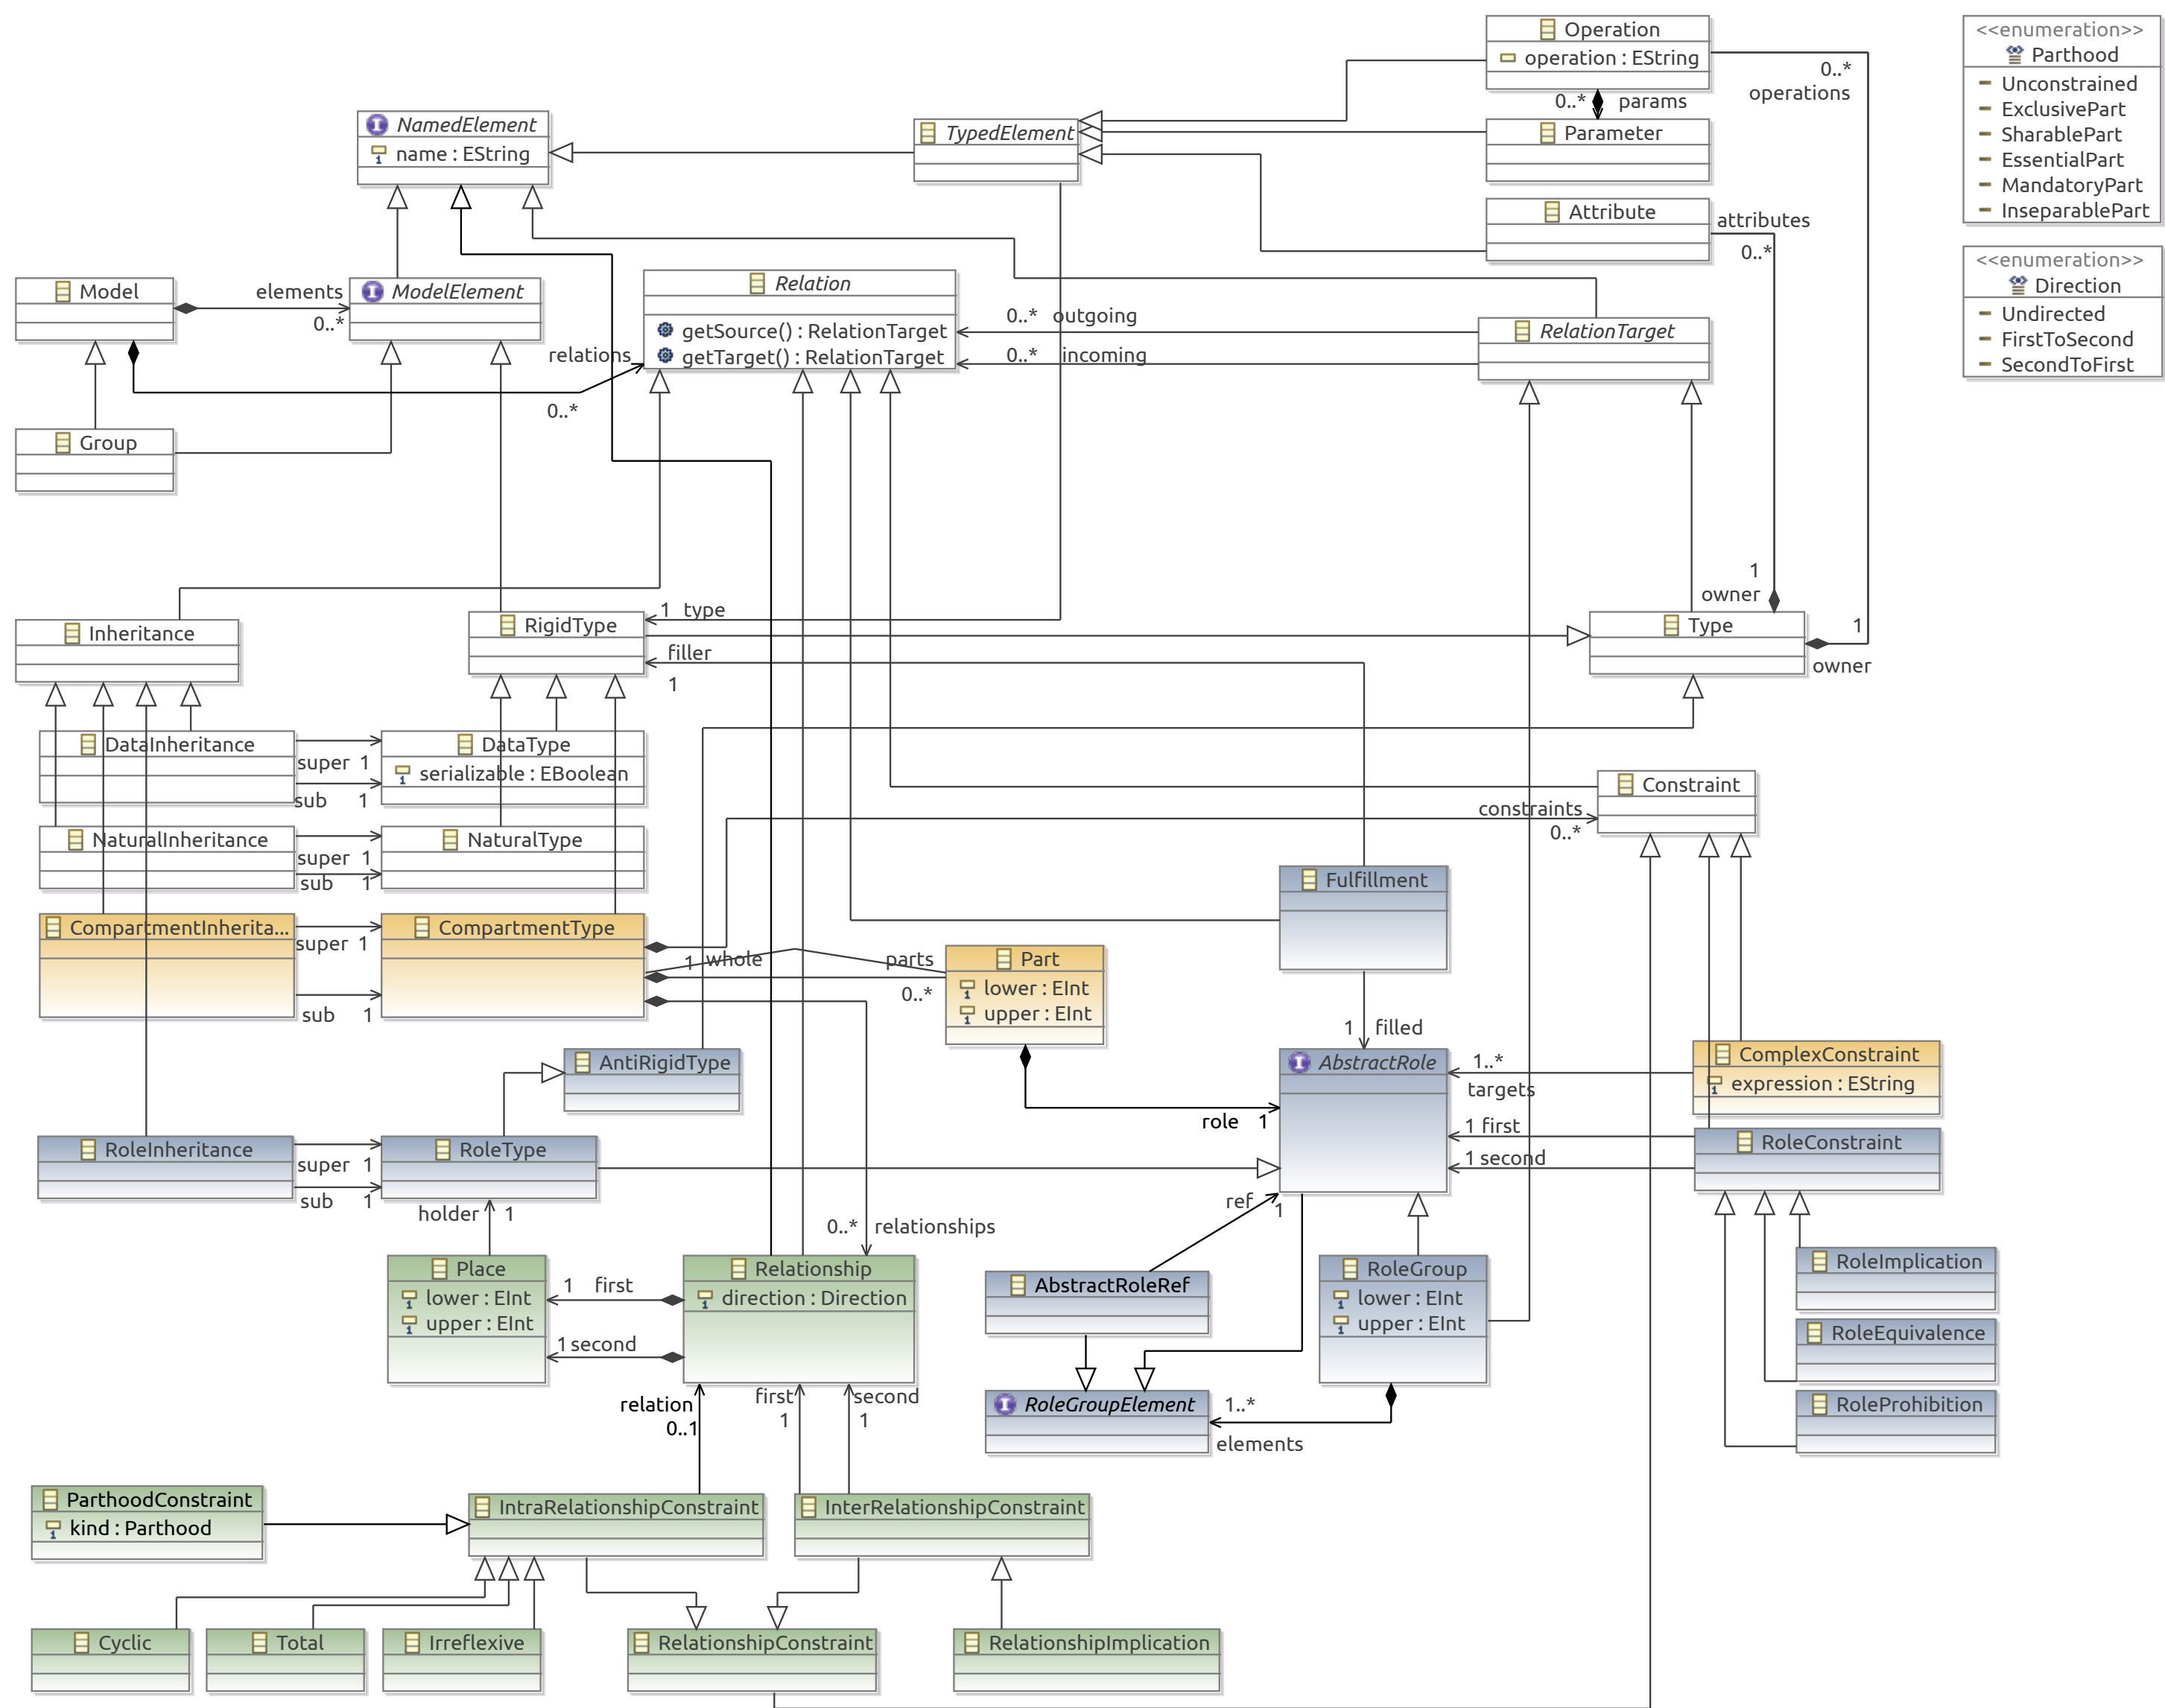 Operation
operation : EString
<<enumeration>>
Parthood
Unconstrained
ExclusivePart
SharablePart
EssentialPart
MandatoryPart
InseparablePart
0..*
operations
0..* params
NamedElement
name : EString
TypedElement
Parameter
Attribute
attributes
0..*
<<enumeration>>
Direction
Undirected
FirstToSecond
SecondToFirst
Model
elements
0..*
ModelElement
Relation
getSource() : RelationTarget
getTarget() : RelationTarget
0..* outgoing
0..* incoming
RelationTarget
relations
0..*
Group
1
owner
Inheritance
RigidType
1 type
filler
1
Type
1
owner
DataInheritance
super 1
sub 1
DataType
serializable : EBoolean
Constraint
constraints
0..*
NaturalInheritance
super 1
sub 1
NaturalType
Fulfillment
CompartmentInherita...
super 1
sub 1
CompartmentType
1 whole
parts
0..*
Part
lower : EInt
upper : EInt
1 filled
AntiRigidType
AbstractRole
1..*
targets
ComplexConstraint
expression : EString
role 1
1 first
1 second
RoleConstraint
RoleInheritance
super 1
sub 1
RoleType
holder 1
ref
1
0..* relationships
Place
lower : EInt
upper : EInt
1 first
1 second
Relationship
direction : Direction
AbstractRoleRef
RoleGroup
lower : EInt
upper : EInt
RoleImplication
RoleEquivalence
RoleProhibition
relation
0..1
first
1
second
1
RoleGroupElement
1..*
elements
ParthoodConstraint
kind : Parthood
IntraRelationshipConstraint
InterRelationshipConstraint
Cyclic
Total
Irreflexive
RelationshipConstraint
RelationshipImplication